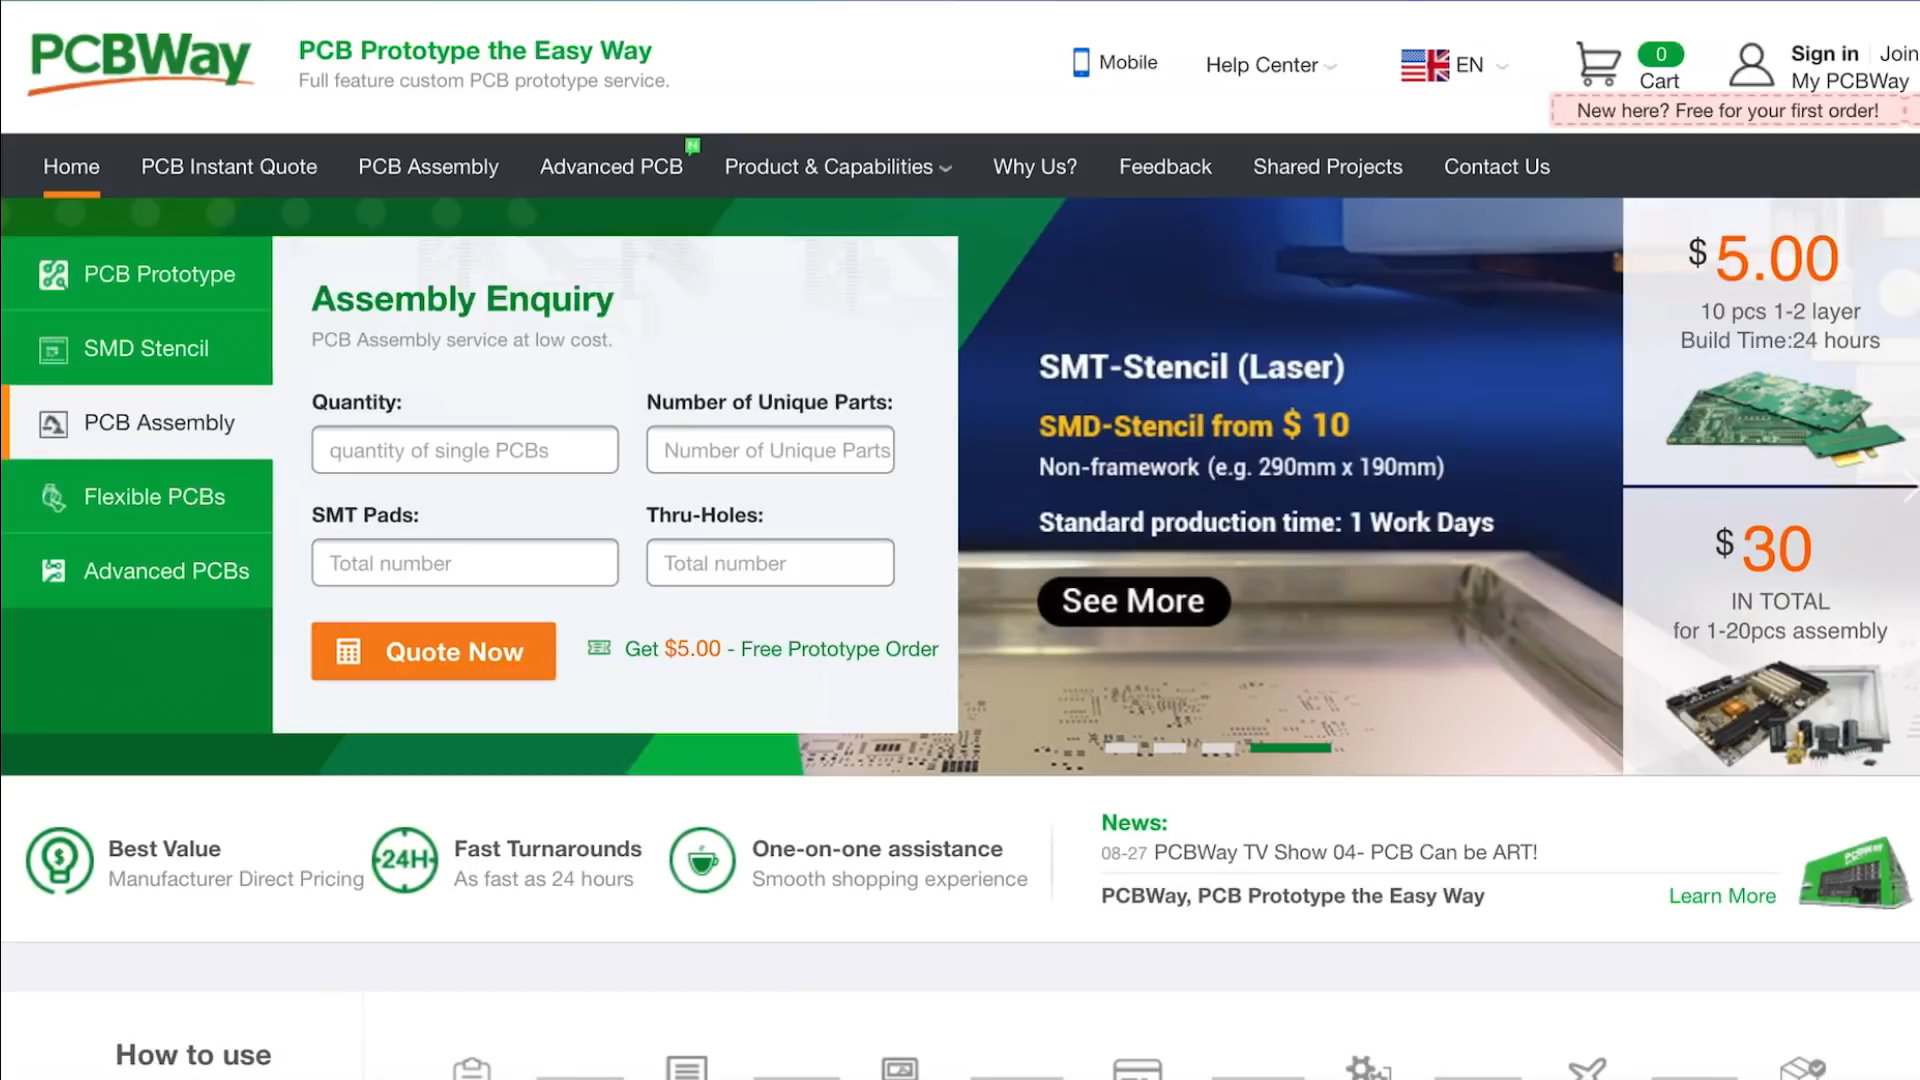 PCBWay
PCB Prototype the Easy Way
Full feature custom PCB prototype service.
Mobile
Help Center
EN
0
Cart
Sign in
Join
My PCBWay
New here? Free for your first order!
Home
PCB Instant Quote
PCB Assembly
Advanced PCB
N
Product & Capabilities
Why Us?
Feedback
Shared Projects
Contact Us
PCB Prototype
SMD Stencil
PCB Assembly
Flexible PCBs
Advanced PCBs
Assembly Enquiry
PCB Assembly service at low cost.
Quantity:
Number of Unique Parts:
quantity of single PCBs
Number of Unique Parts
SMT Pads:
Thru-Holes:
Total number
Total number
Quote Now
Get $5.00 - Free Prototype Order
SMT-Stencil (Laser)
SMD-Stencil from $ 10
Non-framework (e.g. 290mm x 190mm)
Standard production time: 1 Work Days
See More
$ 5.00
10 pcs 1-2 layer
Build Time:24 hours
$ 30
IN TOTAL
for 1-20pcs assembly
Best Value
Manufacturer Direct Pricing
24H
Fast Turnarounds
As fast as 24 hours
One-on-one assistance
Smooth shopping experience
News:
08-27 PCBWay TV Show 04- PCB Can be ART!
PCBWay, PCB Prototype the Easy Way
Learn More
PCBWay
How to use